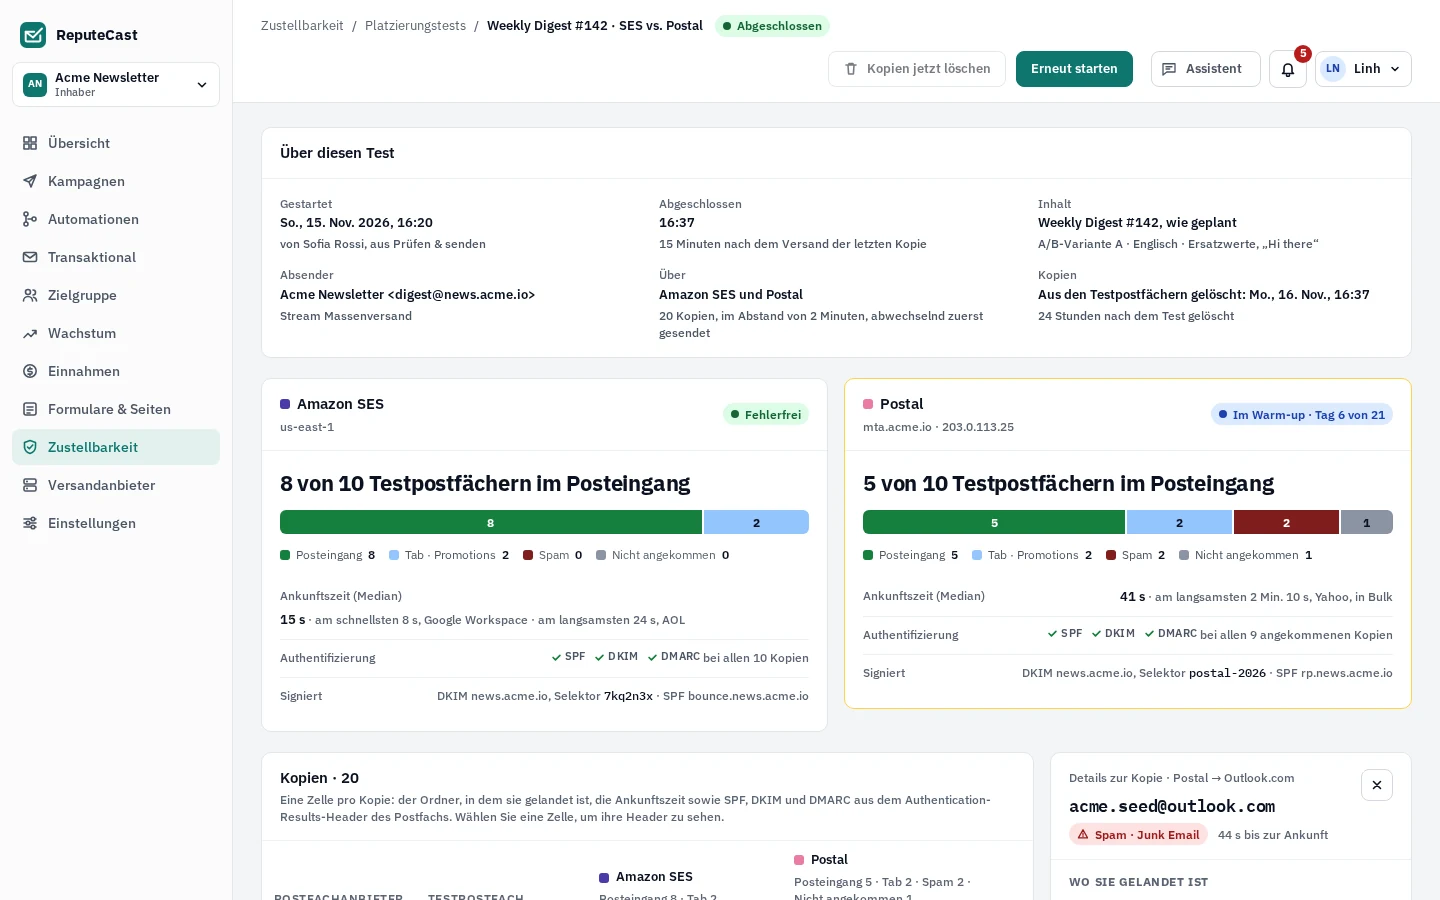 ReputeCast
AN
Acme Newsletter
Inhaber
Übersicht
Kampagnen
Automationen
Transaktional
Zielgruppe
Wachstum
Einnahmen
Formulare & Seiten
Zustellbarkeit
Versandanbieter
Einstellungen
Zustellbarkeit / Platzierungstests / Weekly Digest #142 · SES vs. Postal Abgeschlossen
Kopien jetzt löschen
Erneut starten
Assistent
5
LN Linh
Über diesen Test
Gestartet
So., 15. Nov. 2026, 16:20
von Sofia Rossi, aus Prüfen & senden
Abgeschlossen
16:37
15 Minuten nach dem Versand der letzten Kopie
Inhalt
Weekly Digest #142, wie geplant
A/B-Variante A · Englisch · Ersatzwerte, „Hi there“
Absender
Acme Newsletter <digest@news.acme.io>
Stream Massenversand
Über
Amazon SES und Postal
20 Kopien, im Abstand von 2 Minuten, abwechselnd zuerst
gesendet
Kopien
Aus den Testpostfächern gelöscht: Mo., 16. Nov., 16:37
24 Stunden nach dem Test gelöscht
Amazon SES
us-east-1
Fehlerfrei
8 von 10 Testpostfächern im Posteingang
8 2
Posteingang 8 Tab · Promotions 2 Spam 0 Nicht angekommen 0
Ankunftszeit (Median)
15 s · am schnellsten 8 s, Google Workspace · am langsamsten 24 s, AOL
Authentifizierung SPF DKIM DMARC bei allen 10 Kopien
Signiert DKIM news.acme.io, Selektor 7kq2n3x · SPF bounce.news.acme.io
Postal
mta.acme.io · 203.0.113.25
Im Warm-up · Tag 6 von 21
5 von 10 Testpostfächern im Posteingang
5 2 2 1
Posteingang 5 Tab · Promotions 2 Spam 2 Nicht angekommen 1
Ankunftszeit (Median) 41 s · am langsamsten 2 Min. 10 s, Yahoo, in Bulk
Authentifizierung SPF DKIM DMARC bei allen 9 angekommenen Kopien
Signiert DKIM news.acme.io, Selektor postal-2026 · SPF rp.news.acme.io
Kopien · 20
Eine Zelle pro Kopie: der Ordner, in dem sie gelandet ist, die Ankunftszeit sowie SPF, DKIM und DMARC aus dem Authentication-
Results-Header des Postfachs. Wählen Sie eine Zelle, um ihre Header zu sehen.
POSTFACHANBIETER TESTPOSTFACH
Amazon SES
Posteingang 8 · Tab 2
Postal
Posteingang 5 · Tab 2 · Spam 2 ·
Nicht angekommen 1
Details zur Kopie · Postal → Outlook.com
acme.seed@outlook.com
Spam · Junk Email 44 s bis zur Ankunft
WO SIE GELANDET IST